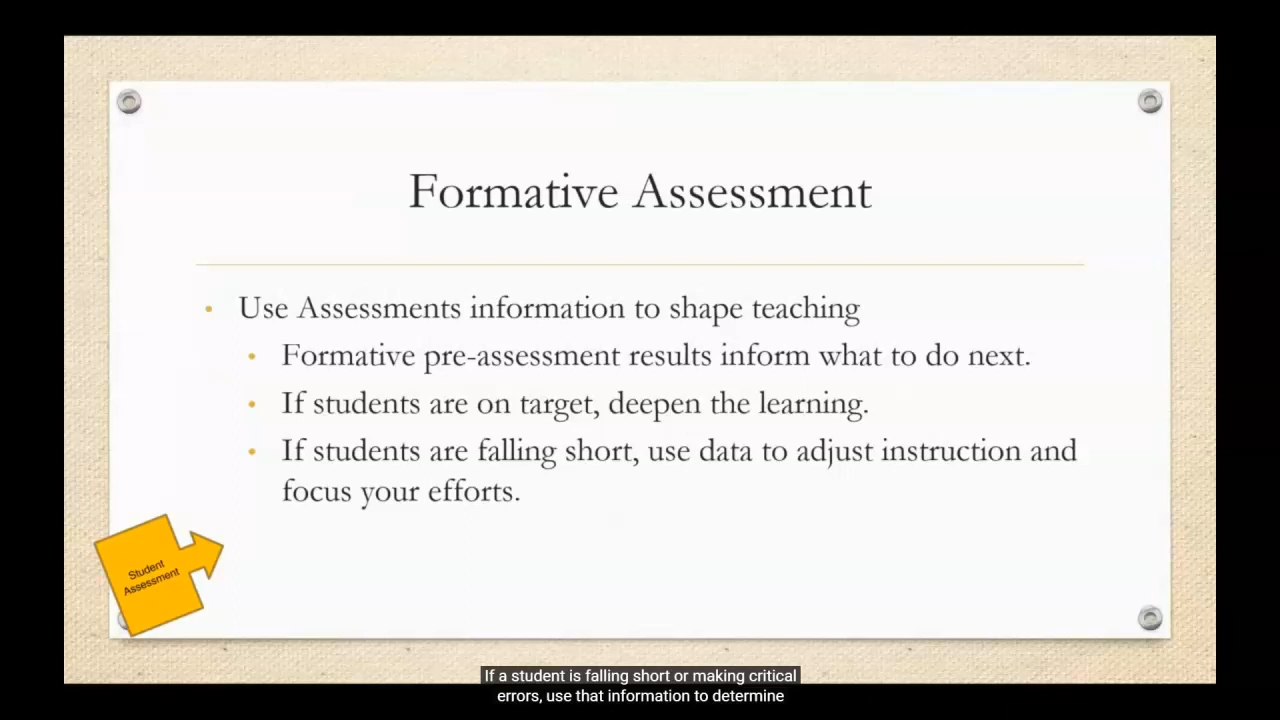 Formative Assessment
• Use Assessments information to shape teaching
• Formative pre-assessment results inform what to do next.
• If students are on target, deepen the learning.
• If students are falling short, use data to adjust instruction and
focus your efforts.
Student
Assessment
If a student is falling short or making critical
errors, use that information to determine